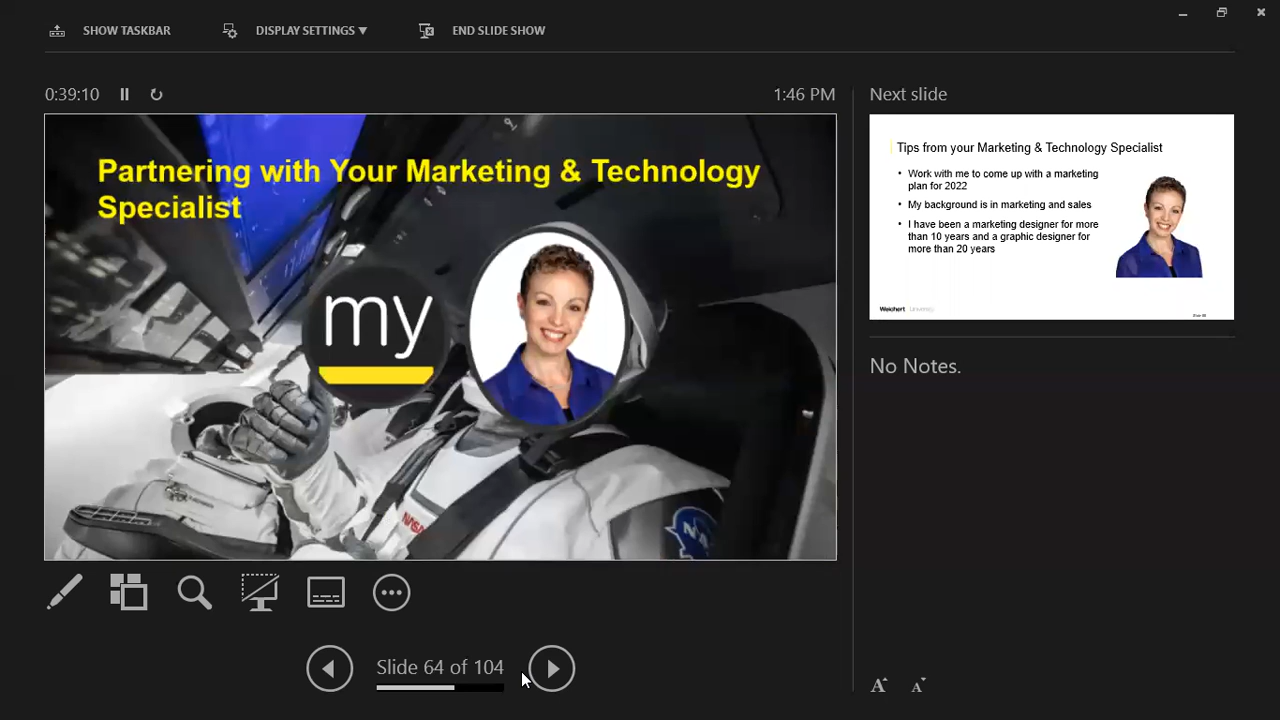 SHOW TASKBAR
DISPLAY SETTINGS ▼
END SLIDE SHOW
0:39:10
1:46 PM
Partnering with Your Marketing & Technology
Specialist
my
NASA
NA
Slide 64 of 104
Next slide
Tips from your Marketing & Technology Specialist
• Work with me to come up with a marketing
plan for 2022
• My background is in marketing and sales
• I have been a marketing designer for more
than 10 years and a graphic designer for
more than 20 years
Weichert University
No Notes.
A A